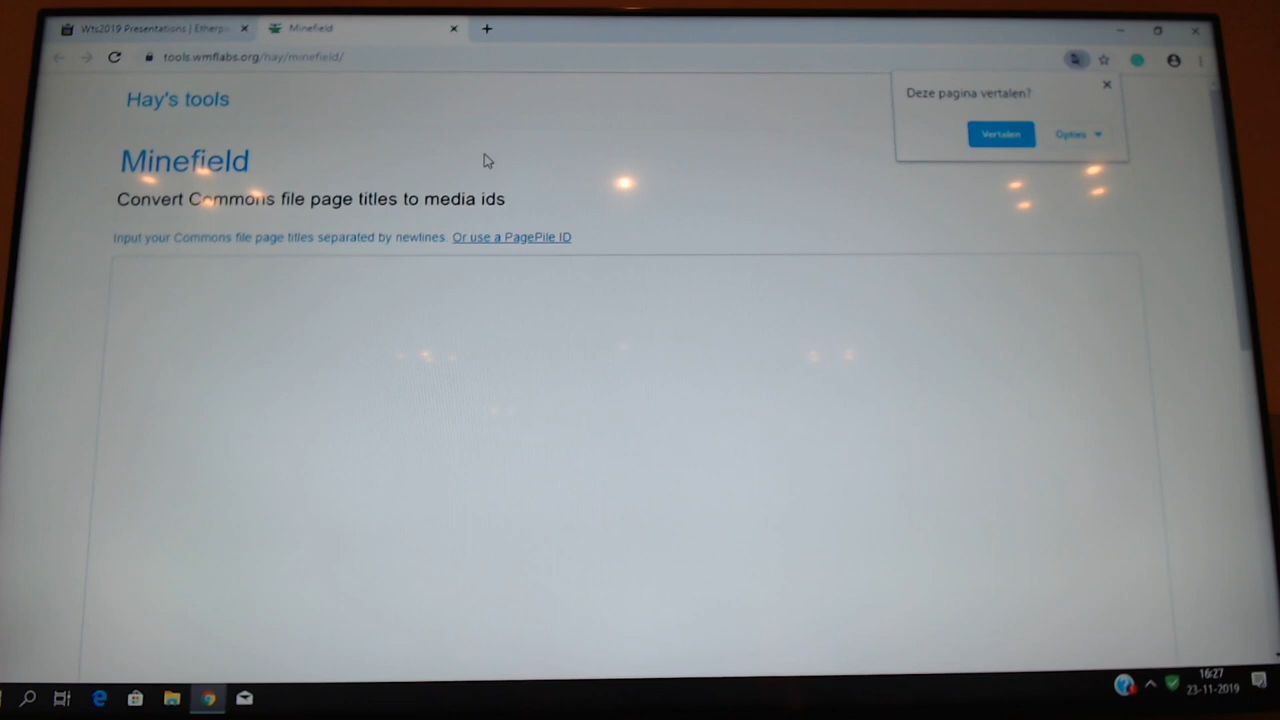 Wts2019 Presentations | Etherp
Minefield
tools.wmflabs.org/hay/minefield/
Hay's tools
Deze pagina vertalen?
Vertalen
Opties
Minefield
Convert Commons file page titles to media ids
Input your Commons file page titles separated by newlines. Or use a PagePile ID
16:27
23-11-2019